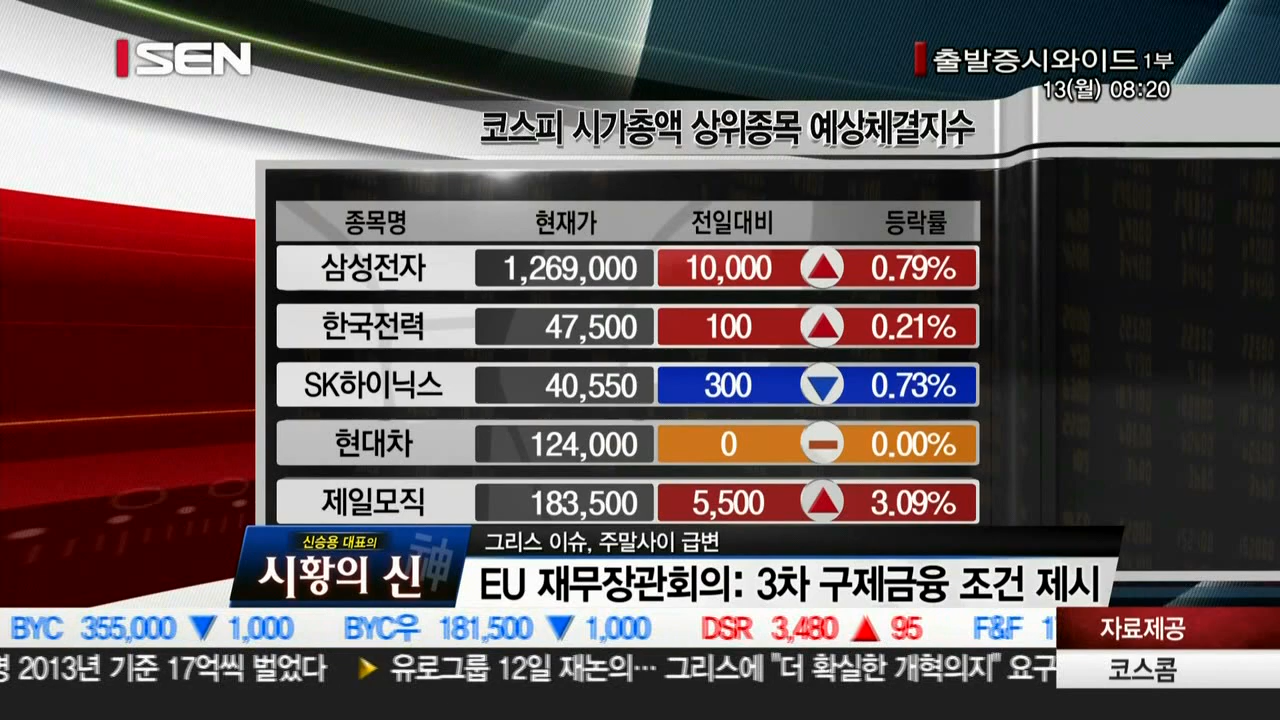 SEN
출발증시와이드 1부
13(월) 08:20
코스피 시가총액 상위종목 예상체결지수
종목명 현재가 전일대비 등락률
삼성전자 1,269,000 10,000 ▲ 0.79%
한국전력 47,500 100 ▲ 0.21%
SK하이닉스 40,550 300 ▼ 0.73%
현대차 124,000 0 - 0.00%
제일모직 183,500 5,500 ▲ 3.09%
신승용 대표의
시황의 신 神
그리스 이슈, 주말사이 급변
EU 재무장관회의: 3차 구제금융 조건 제시
BYC 355,000 ▼ 1,000 BYC우 181,500 ▼ 1,000 DSR 3,480 ▲ 95 F&F
자료제공
2013년 기준 17억씩 벌었다 ▶ 유로그룹 12일 재논의… 그리스에 "더 확실한 개혁의지" 요구
코스콤